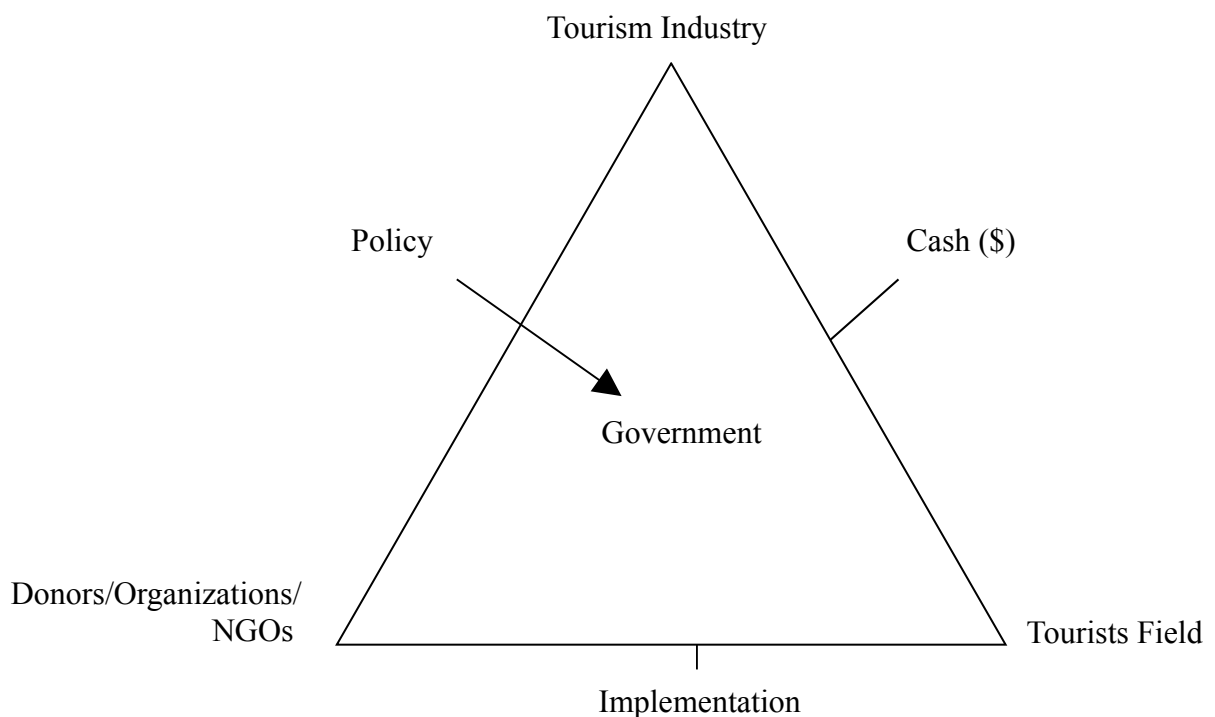 Tourism Industry
Policy
Cash ($)
Government
Donors/Organizations/
NGOs
Tourists Field
Implementation